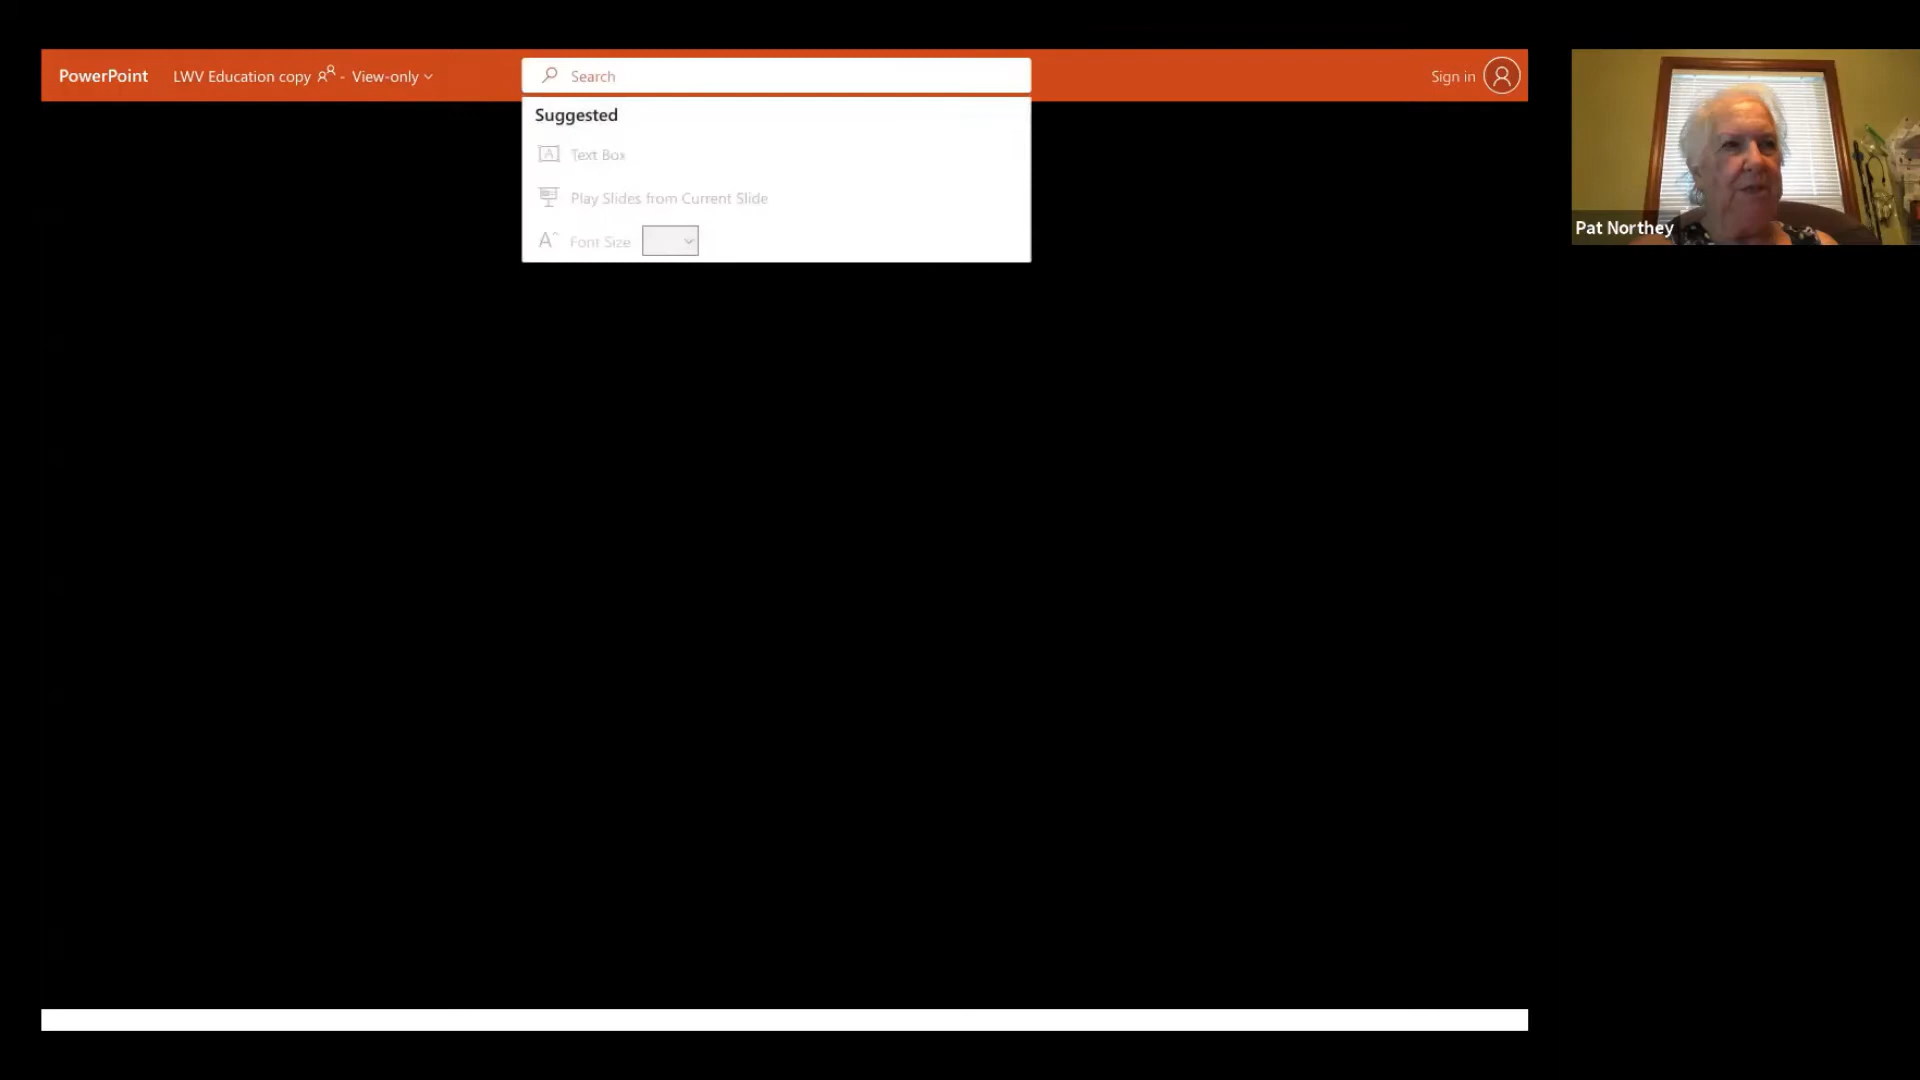 PowerPoint LWV Education copy - View-only Search Sign in
Suggested
Text Box
Play Slides from Current Slide
Font Size
Pat Northey